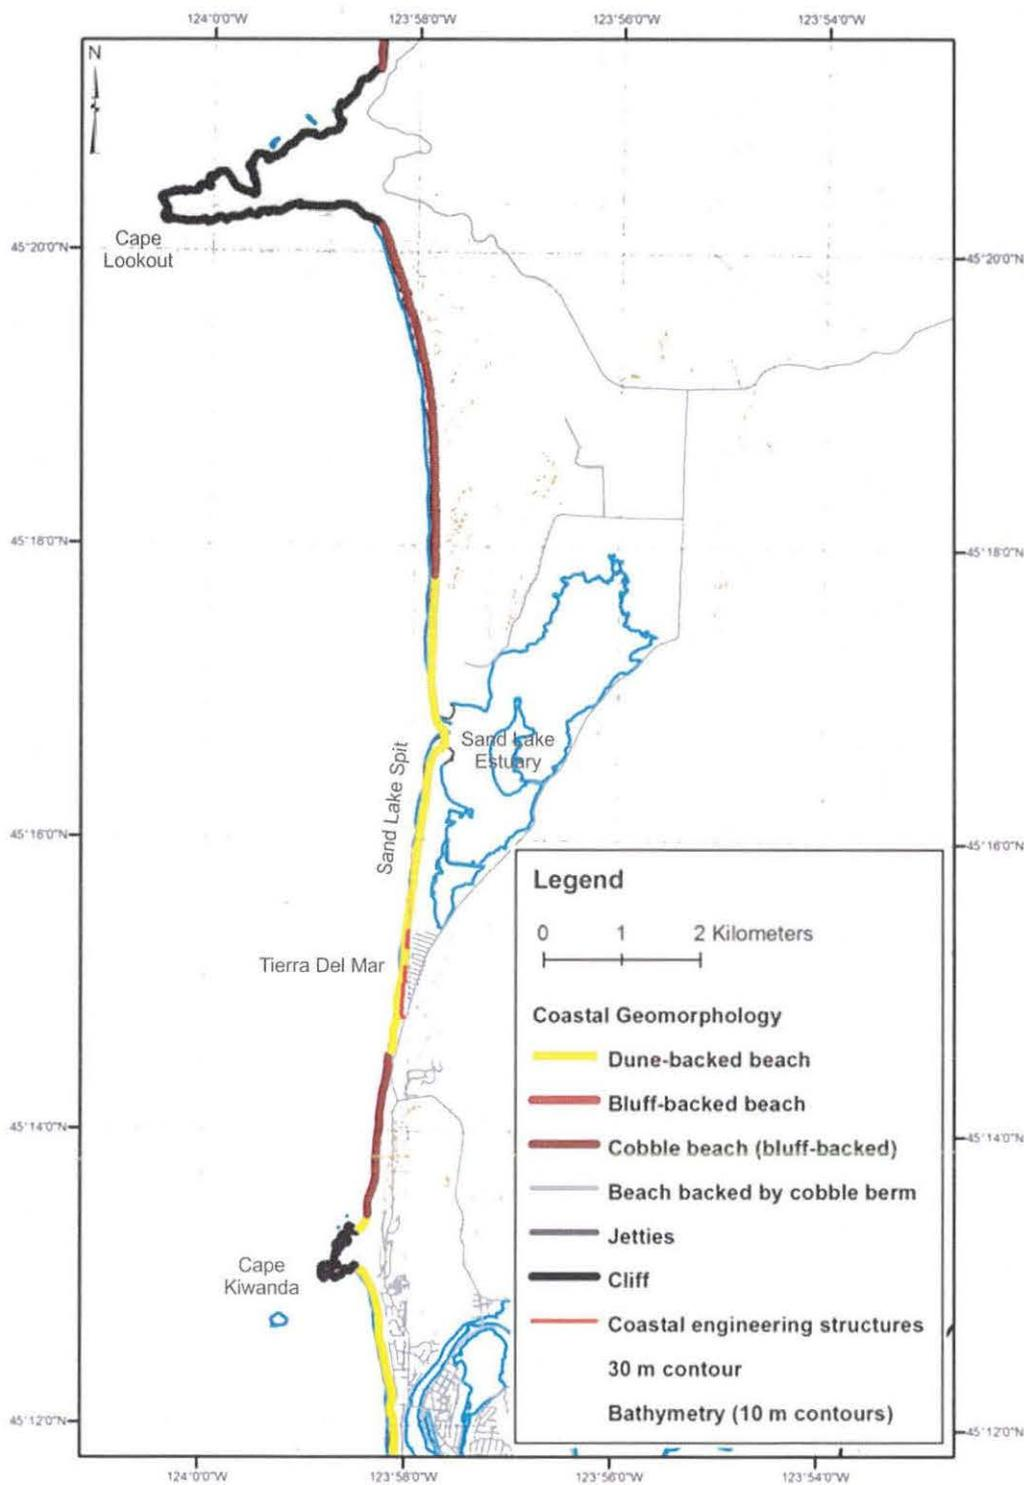 124°0'0"W
123°58'0"W
123°56'0"W
123°54'0"W
N
Cape
Lookout
45°20'0"N
45°20'0"N
45°18'0"N
45°18'0"N
Sand Lake
Estuary
Sand Lake Spit
45°16'0"N
45°16'0"N
Tierra Del Mar
45°14'0"N
45°14'0"N
Cape
Kiwanda
45°12'0"N
45°12'0"N
Legend
0 1 2 Kilometers
Coastal Geomorphology
Dune-backed beach
Bluff-backed beach
Cobble beach (bluff-backed)
Beach backed by cobble berm
Jetties
Cliff
Coastal engineering structures
30 m contour
Bathymetry (10 m contours)
124°0'0"W
123°58'0"W
123°56'0"W
123°54'0"W